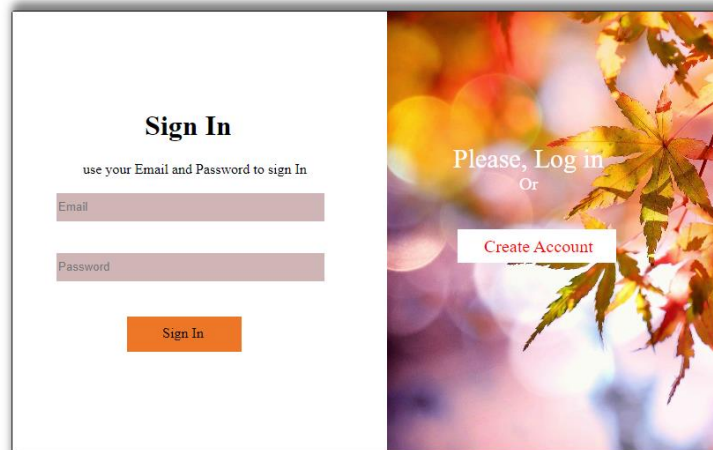 Sign In
use your Email and Password to sign In
Email
Password
Sign In
Please, Log in
Or
Create Account